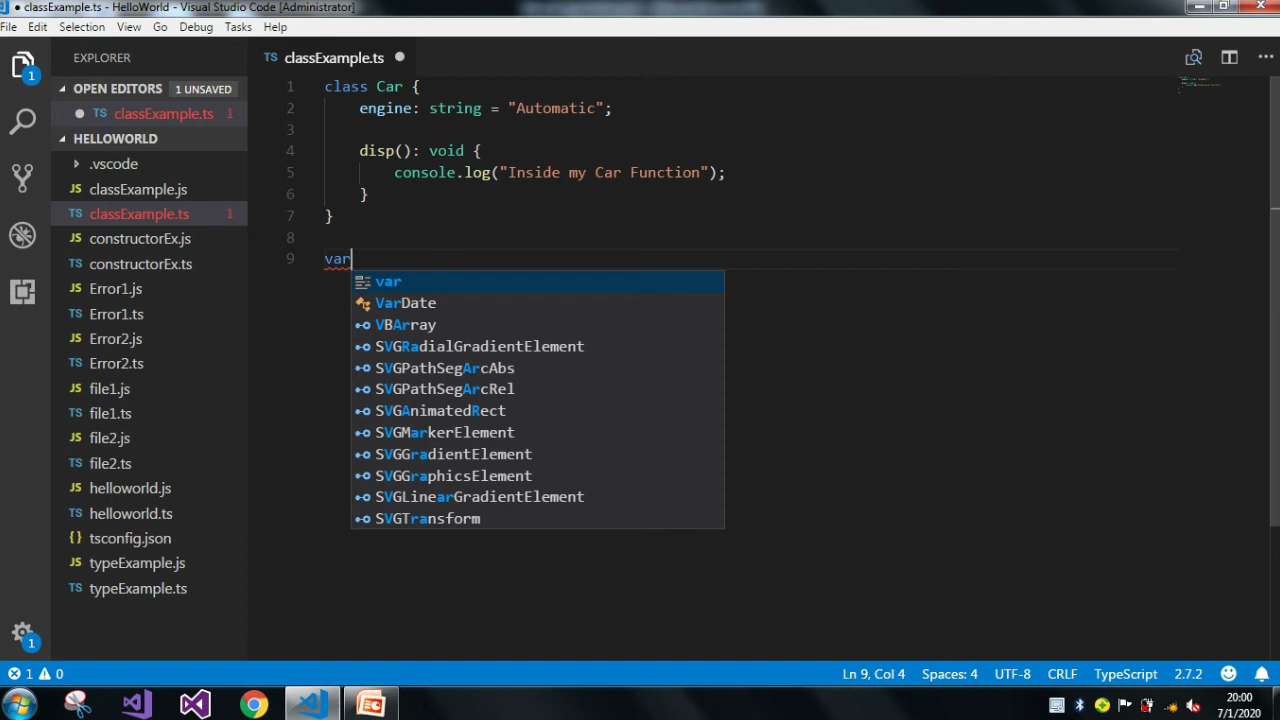 ● classExample.ts - HelloWorld - Visual Studio Code [Administrator]
File Edit Selection View Go Debug Tasks Help
EXPLORER
OPEN EDITORS 1 UNSAVED
TS classExample.ts 1
HELLOWORLD
.vscode
JS classExample.js
TS classExample.ts 1
JS constructorEx.js
TS constructorEx.ts
JS Error1.js
TS Error1.ts
JS Error2.js
TS Error2.ts
JS file1.js
TS file1.ts
JS file2.js
TS file2.ts
JS helloworld.js
TS helloworld.ts
{} tsconfig.json
JS typeExample.js
TS typeExample.ts
1
1
TS classExample.ts
1 class Car {
2 engine: string = "Automatic";
3
4 disp(): void {
5 console.log("Inside my Car Function");
6 }
7 }
8
9 var
var
VarDate
VBArray
SVGRadialGradientElement
SVGPathSegArcAbs
SVGPathSegArcRel
SVGAnimatedRect
SVGMarkerElement
SVGGradientElement
SVGGraphicsElement
SVGLinearGradientElement
SVGTransform
1 0 Ln 9, Col 4 Spaces: 4 UTF-8 CRLF TypeScript 2.7.2
20:00
7/1/2020